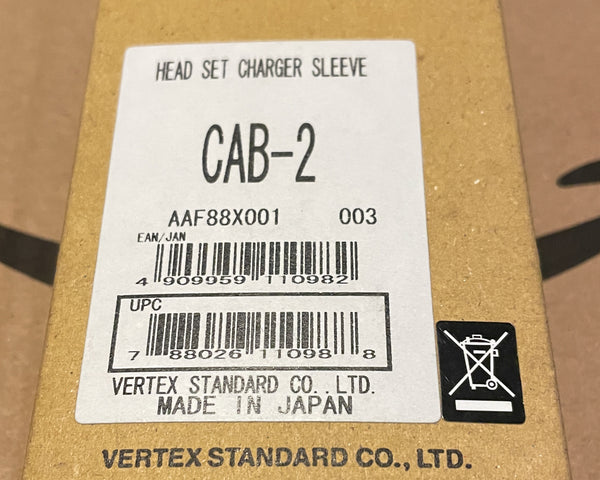 HEAD SET CHARGER SLEEVE
CAB-2
AAF88X001 003
EAN/JAN
4 909959 110982
UPC
7 88026 11098 8
VERTEX STANDARD CO.,LTD.
MADE IN JAPAN
VERTEX STANDARD CO., LTD.